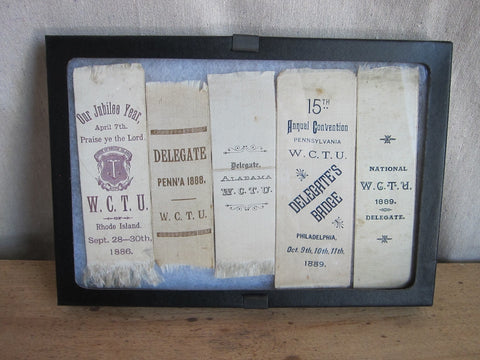 Our Jubilee Year.
April 7th.
Praise ye the Lord.
W. C. T. U.
OF
Rhode Island.
Sept. 28—30th,
1886.
DELEGATE
PENN'A 1888.
W. C. T. U.
Delegate,
ALABAMA
W. C. T. U.
15TH
Annual Convention
PENNSYLVANIA
W. C. T. U.
DELEGATE'S
BADGE
PHILADELPHIA,
Oct. 9th, 10th, 11th,
1889.
NATIONAL
W. C. T. U.
1889.
DELEGATE.